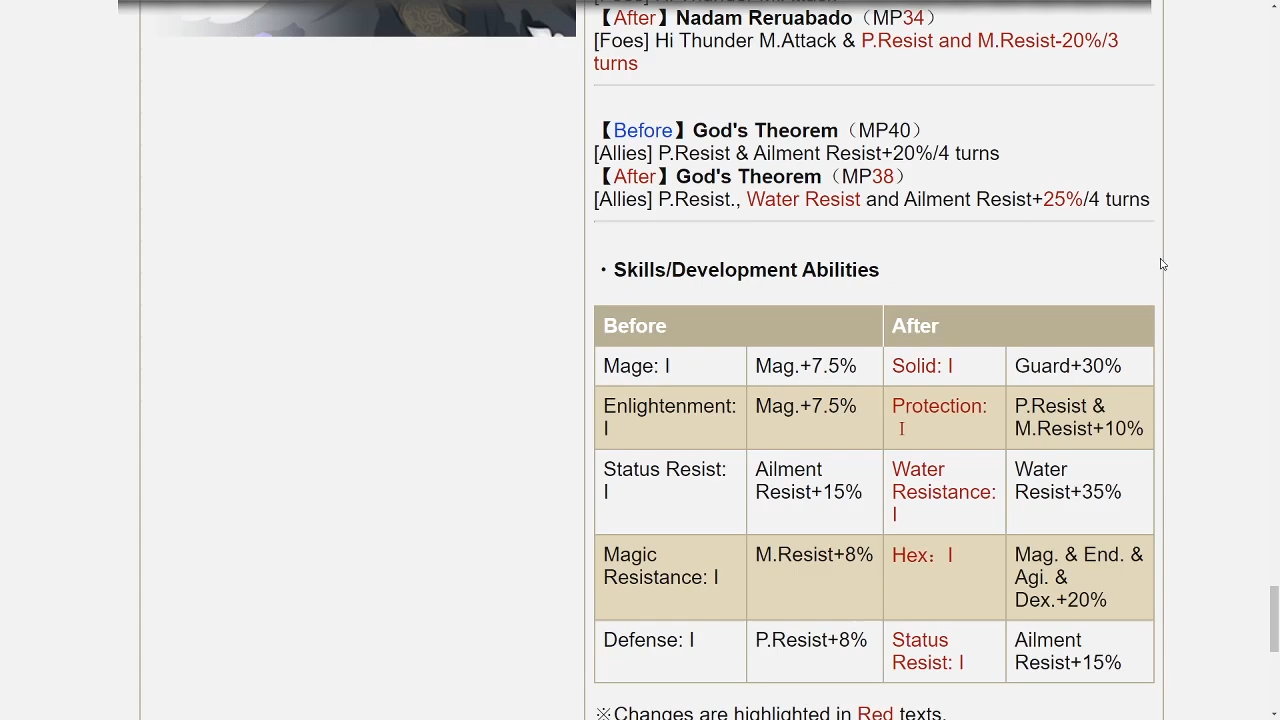 【After】Nadam Reruabado（MP34）
[Foes] Hi Thunder M.Attack & P.Resist and M.Resist-20%/3
turns
【Before】God's Theorem（MP40）
[Allies] P.Resist & Ailment Resist+20%/4 turns
【After】God's Theorem（MP38）
[Allies] P.Resist., Water Resist and Ailment Resist+25%/4 turns
・Skills/Development Abilities
Before After
Mage: I Mag.+7.5% Solid: I Guard+30%
Enlightenment: Mag.+7.5% Protection: P.Resist &
I Ⅰ M.Resist+10%
Status Resist: Ailment Water Water
I Resist+15% Resistance: Resist+35%
I
Magic M.Resist+8% Hex：I Mag. & End. &
Resistance: I Agi. &
Dex.+20%
Defense: I P.Resist+8% Status Ailment
Resist: I Resist+15%
※Changes are highlighted in Red texts.